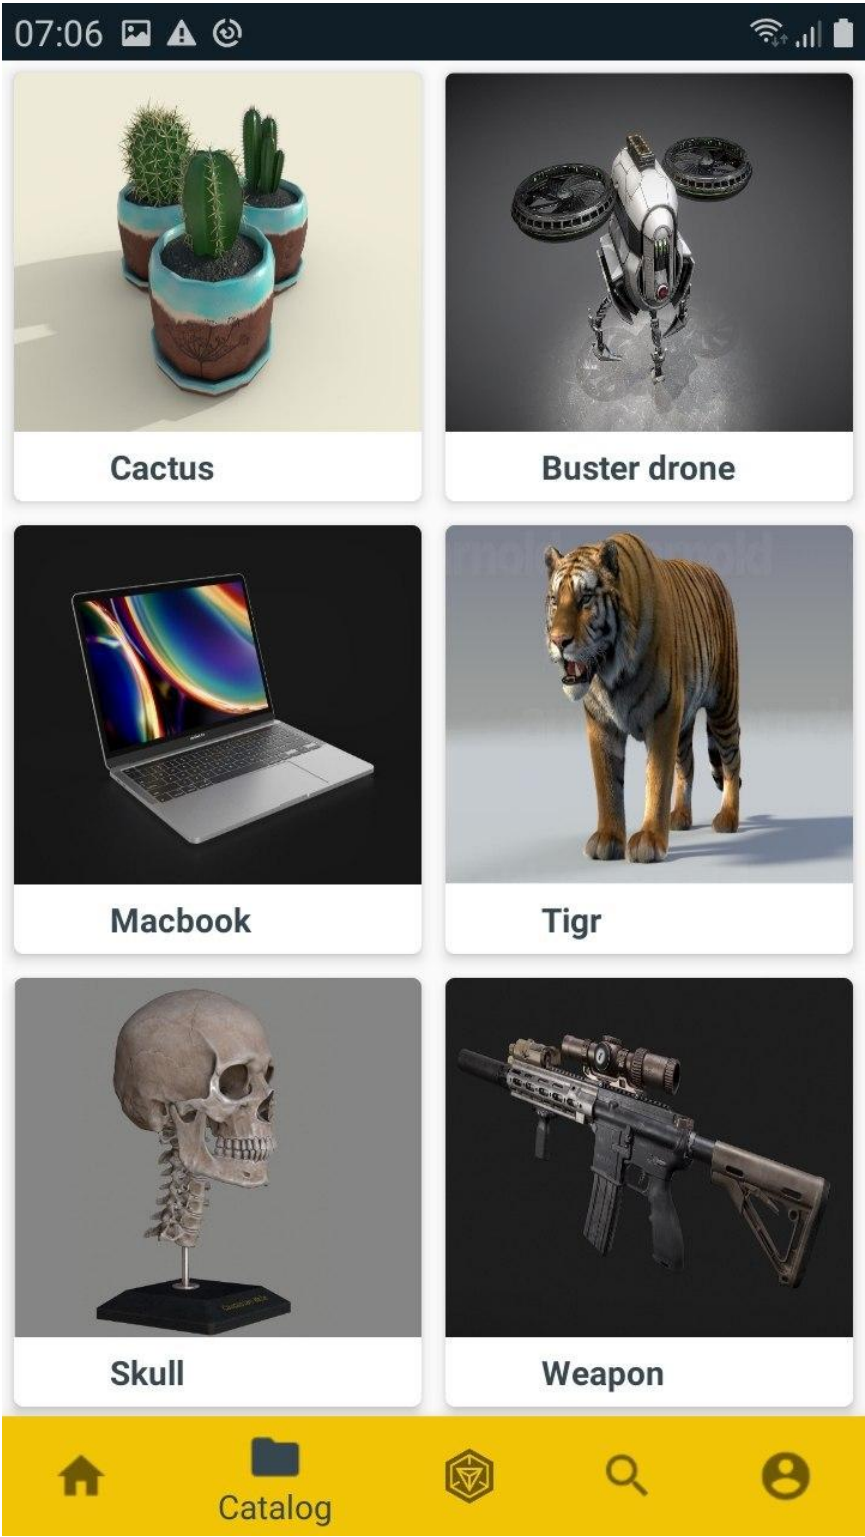 07:06
Cactus
Buster drone
Macbook
Tigr
Skull
Weapon
Catalog